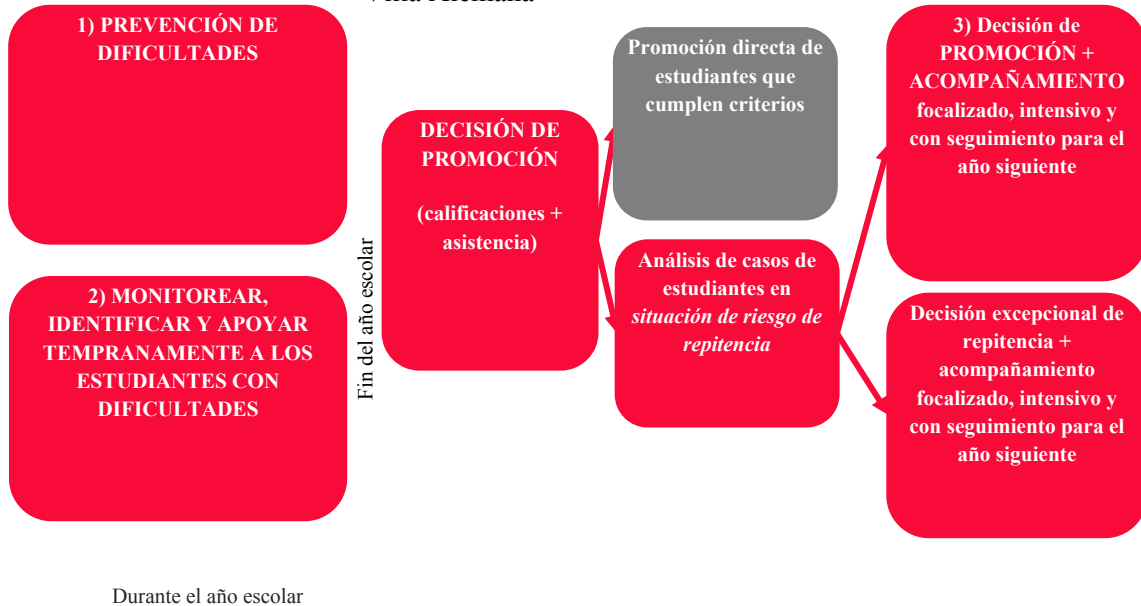 1) PREVENCIÓN DE
DIFICULTADES
2) MONITOREAR,
IDENTIFICAR Y APOYAR
TEMPRANAMENTE A LOS
ESTUDIANTES CON
DIFICULTADES
Durante el año escolar
Fin del año escolar
DECISIÓN DE
PROMOCIÓN
(calificaciones +
asistencia)
Promoción directa de
estudiantes que
cumplen criterios
Análisis de casos de
estudiantes en
situación de riesgo de
repitencia
3) Decisión de
PROMOCIÓN +
ACOMPAÑAMIENTO
focalizado, intensivo y
con seguimiento para el
año siguiente
Decisión excepcional de
repitencia +
acompañamiento
focalizado, intensivo y
con seguimiento para el
año siguiente